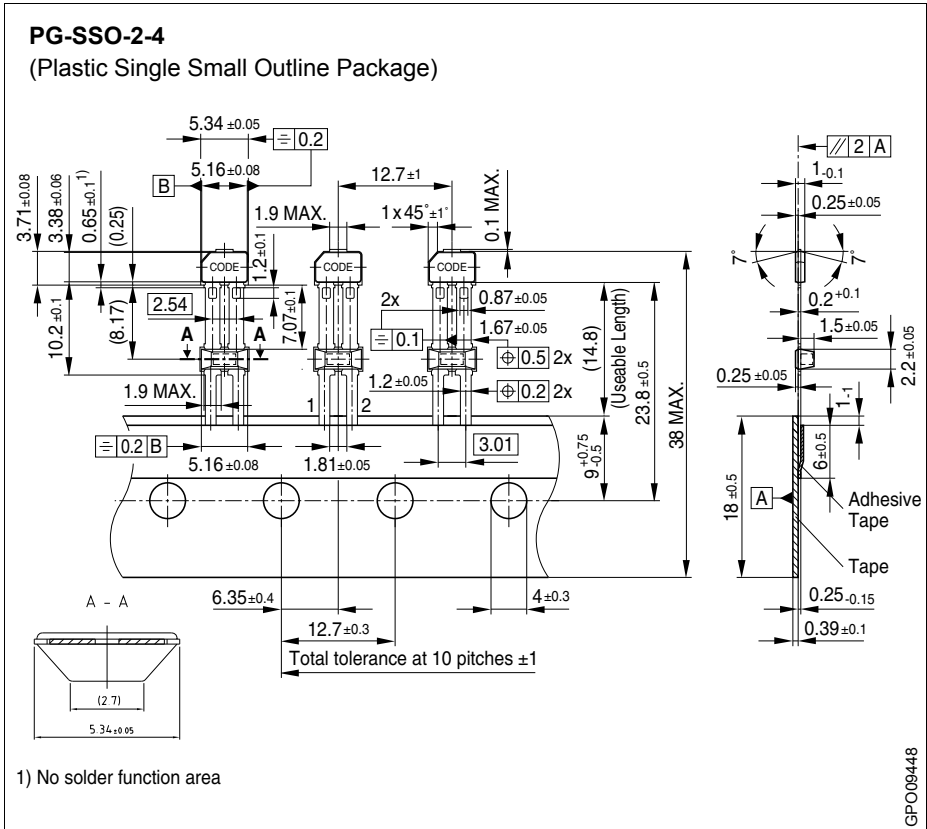 PG-SSO-2-4
(Plastic Single Small Outline Package)
5.34 ±0.05
= 0.2
// 2 A
B
5.16±0.08
12.7±1
1-0.1
3.71±0.08
3.38±0.06
0.65±0.1 1)
(0.25)
1.9 MAX.
1 x 45°±1°
0.1 MAX.
0.25±0.05
1.2±0.1
CODE
CODE
CODE
7°
7°
2.54
7.07±0.1
2x
0.87±0.05
0.2+0.1
10.2±0.1
(8.17)
A
A
= 0.1
1.67±0.05
1.5±0.05
(14.8)
(Useable Length)
23.8±0.5
38 MAX.
⌖ 0.5 2x
2.2±0.05
1.9 MAX.
1
2
1.2 ±0.05
⌖ 0.2 2x
0.25 ±0.05
1-1
= 0.2 B
5.16±0.08
1.81±0.05
3.01
9+0.75 -0.5
6±0.5
18±0.5
A
Adhesive
Tape
Tape
A - A
6.35±0.4
4±0.3
0.25-0.15
12.7±0.3
0.39±0.1
Total tolerance at 10 pitches ±1
(2.7)
5.34±0.05
1) No solder function area
GPO09448